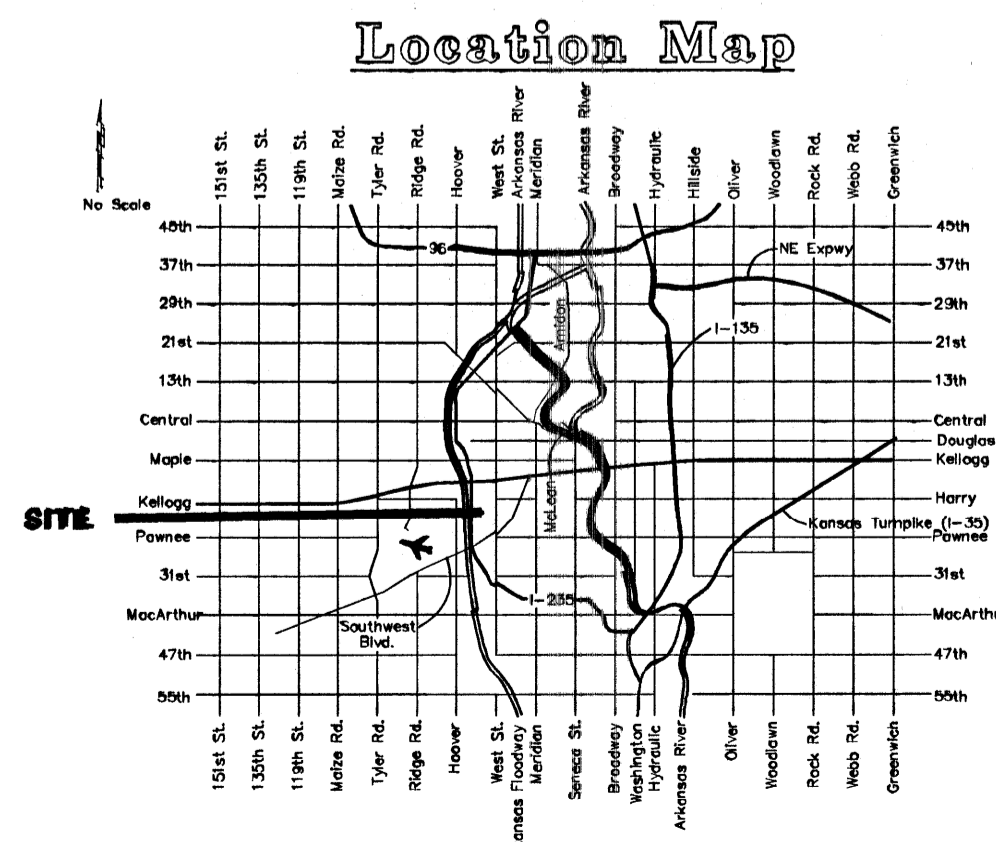 Location Map
No Scale
151st St.
135th St.
119th St.
Maize Rd.
Tyler Rd.
Ridge Rd.
Hoover
West St.
Arkansas River
Meridian
Arkansas River
Broadway
Hydraulic
Hillside
Oliver
Woodlawn
Rock Rd.
Webb Rd.
Greenwich
45th
37th
29th
21st
13th
Central
Maple
Kellogg
SITE
Pawnee
31st
MacArthur
47th
55th
96
NE Expwy
I-135
Amidon
McLean
Kansas Turnpike (I-35)
I-235
Southwest
Blvd.
45th
37th
29th
21st
13th
Central
Douglas
Kellogg
Harry
Pawnee
31st
MacArth
47th
55th
151st St.
135th St.
119th St.
Maize Rd.
Tyler Rd.
Ridge Rd.
Hoover
West St.
ansas Floodway
Meridian
Seneca St.
Broadway
Washington
Hydraulic
Arkansas River
Oliver
Woodlawn
Rock Rd.
Webb Rd.
Greenwich